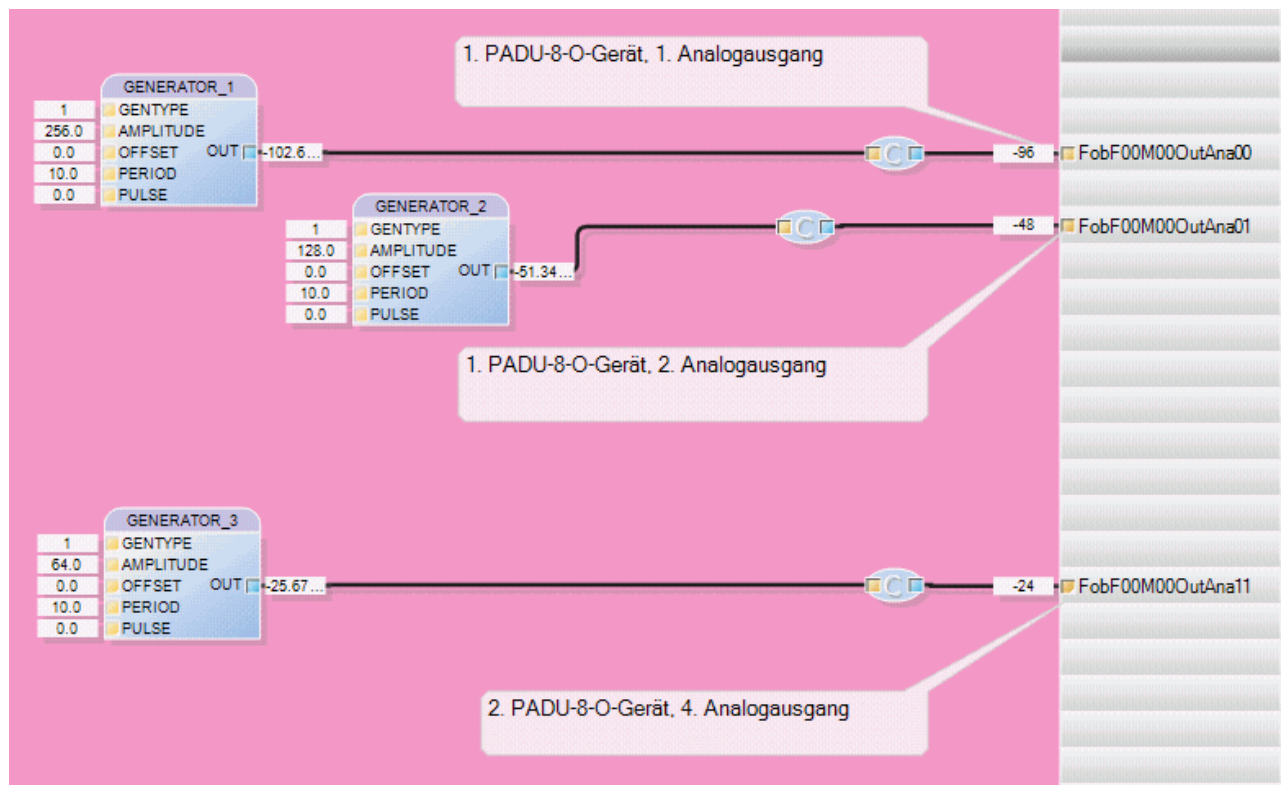 1. PADU-8-O-Gerät, 1. Analogausgang
GENERATOR_1
1 GENTYPE
256.0 AMPLITUDE
0.0 OFFSET OUT -102.6...
10.0 PERIOD
0.0 PULSE
C
-96 FobF00M00OutAna00
GENERATOR_2
1 GENTYPE
128.0 AMPLITUDE
0.0 OFFSET OUT -51.34...
10.0 PERIOD
0.0 PULSE
C
-48 FobF00M00OutAna01
1. PADU-8-O-Gerät, 2. Analogausgang
GENERATOR_3
1 GENTYPE
64.0 AMPLITUDE
0.0 OFFSET OUT -25.67...
10.0 PERIOD
0.0 PULSE
C
-24 FobF00M00OutAna11
2. PADU-8-O-Gerät, 4. Analogausgang